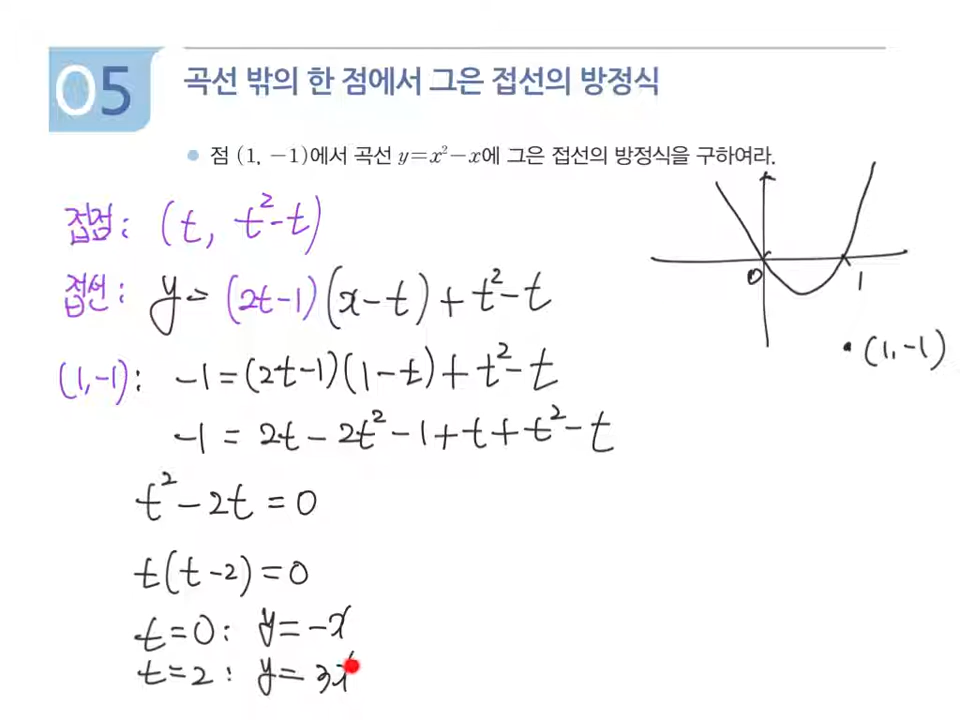 05 곡선 밖의 한 점에서 그은 접선의 방정식
점 (1, −1)에서 곡선 y=x²−x에 그은 접선의 방정식을 구하여라.
접점: (t, t²-t)
접선: y=(2t-1)(x-t)+t²-t
(1,-1): -1=(2t-1)(1-t)+t²-t
-1=2t-2t²-1+t+t²-t
t²-2t=0
t(t-2)=0
t=0: y=-x
t=2: y=3x
0
1
(1,-1)